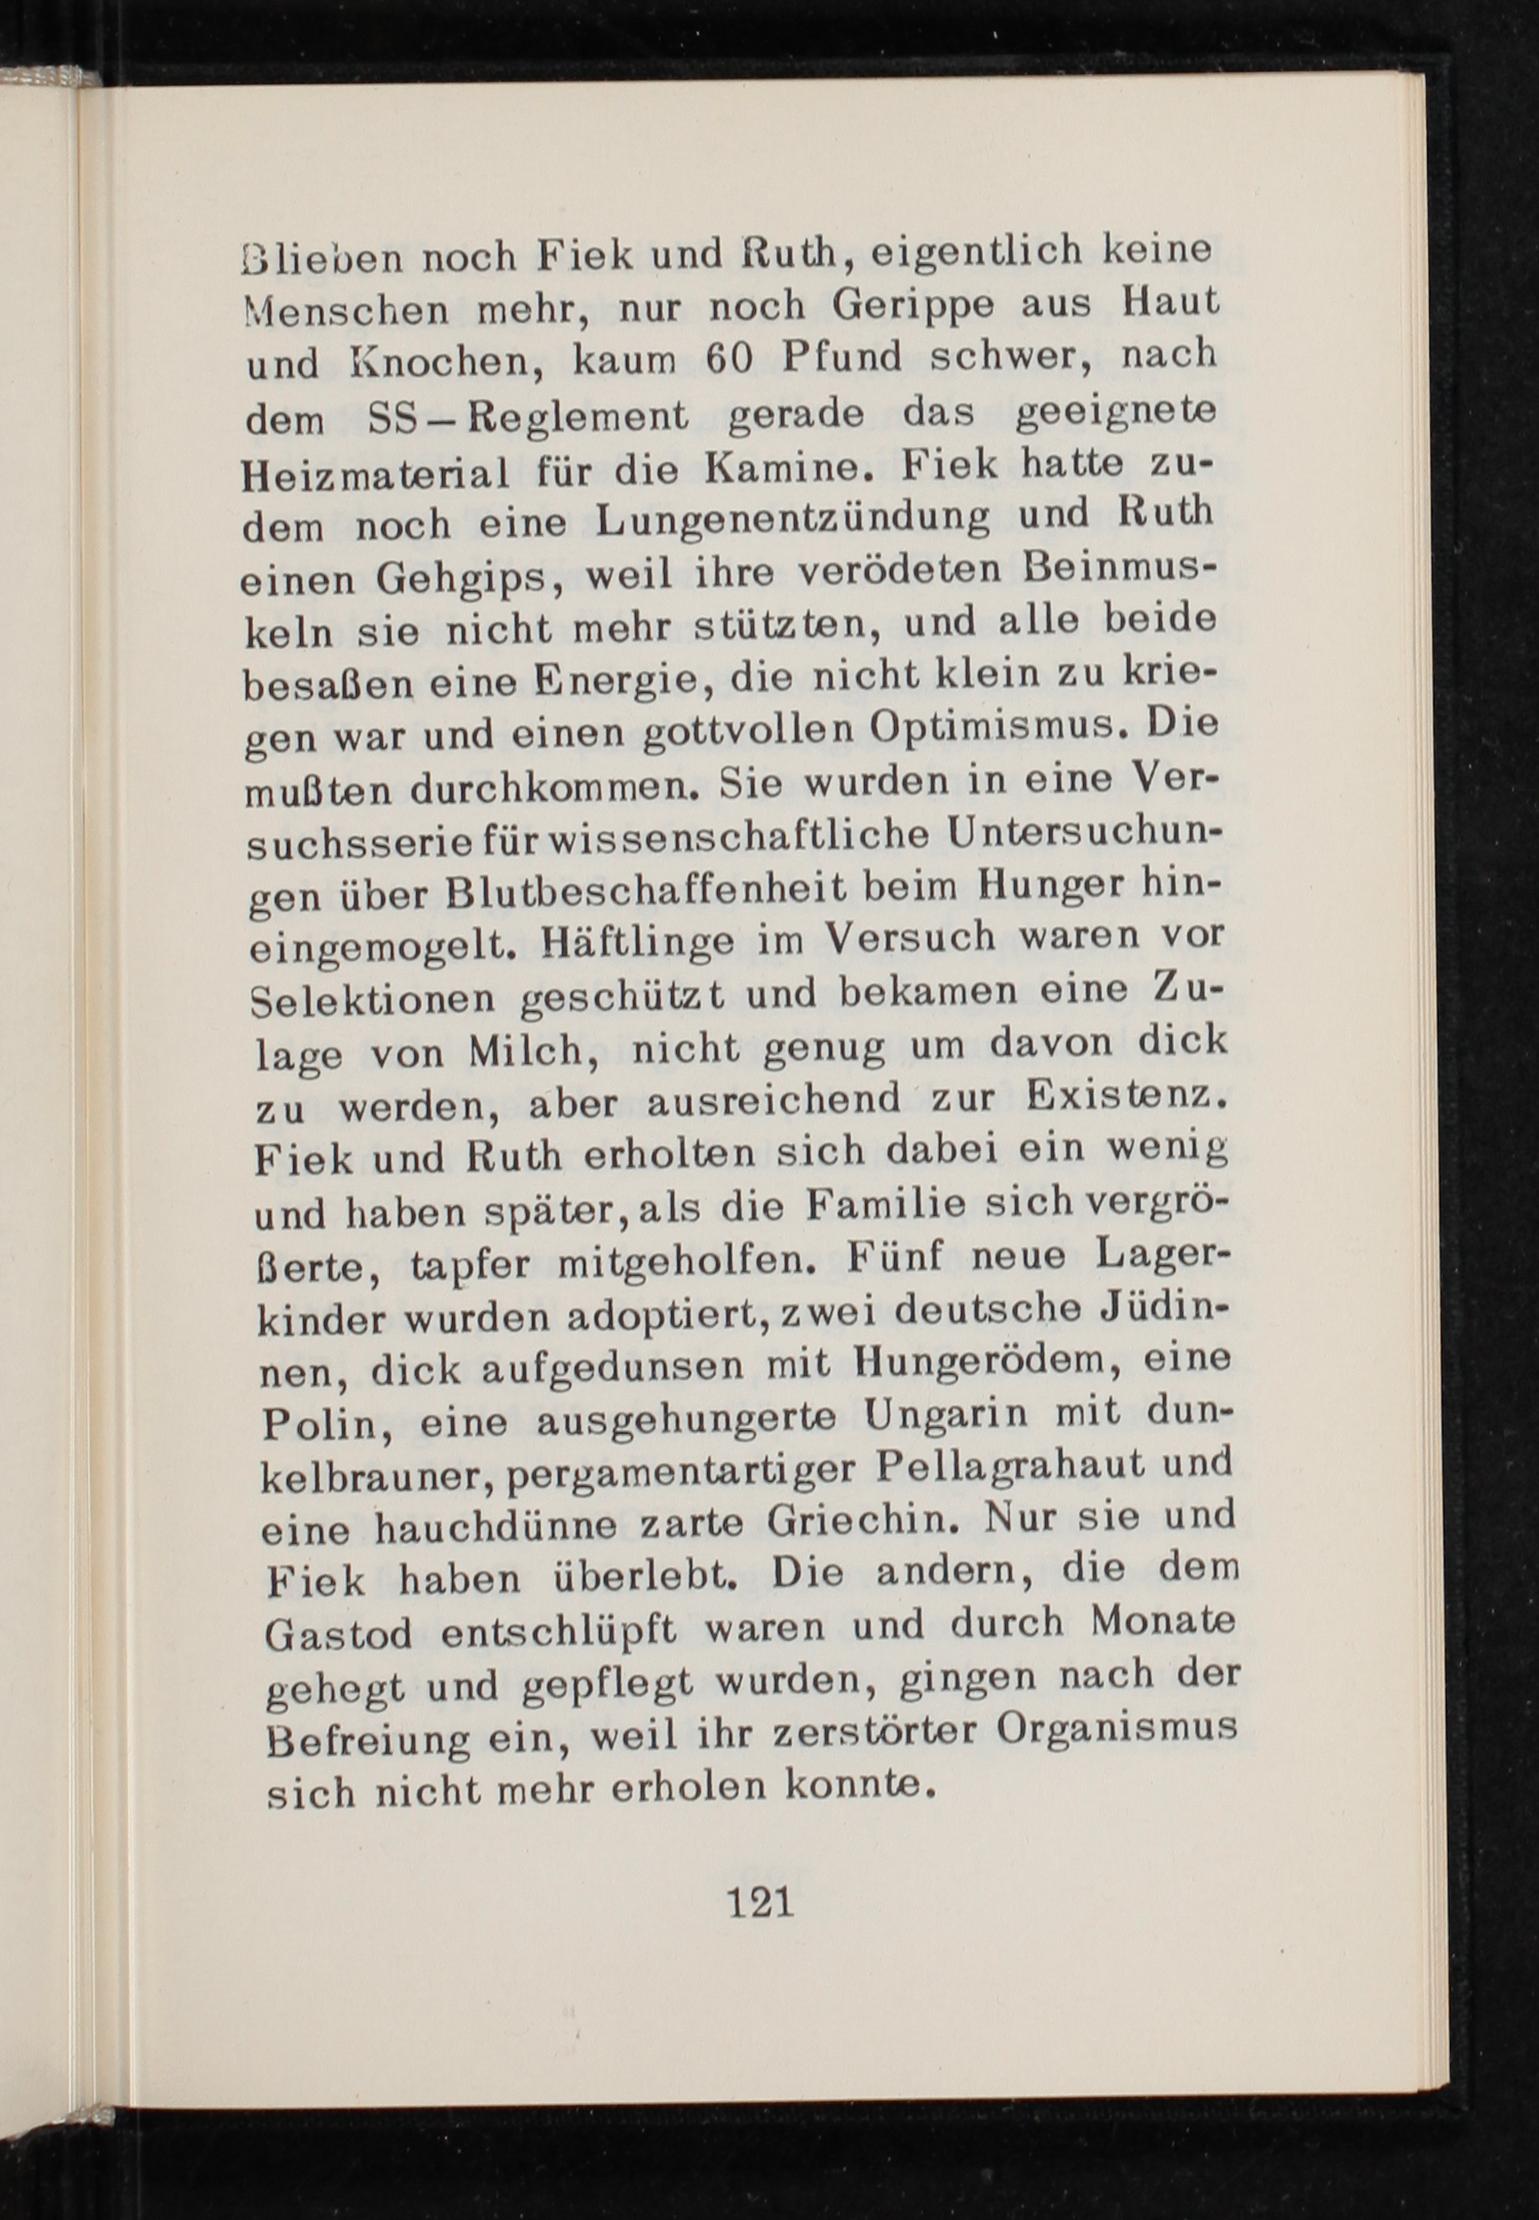 Blieben noch Fiek und Ruth, eigentlich keine
Menschen mehr, nur noch Gerippe aus Haut
und Knochen, kaum 60 Pfund schwer, nach
dem SS–Reglement gerade das geeignete
Heizmaterial für die Kamine. Fiek hatte zu-
dem noch eine Lungenentzündung und Ruth
einen Gehgips, weil ihre verödeten Beinmus-
keln sie nicht mehr stützten, und alle beide
besaßen eine Energie, die nicht klein zu krie-
gen war und einen gottvollen Optimismus. Die
mußten durchkommen. Sie wurden in eine Ver-
suchsserie für wissenschaftliche Untersuchun-
gen über Blutbeschaffenheit beim Hunger hin-
eingemogelt. Häftlinge im Versuch waren vor
Selektionen geschützt und bekamen eine Zu-
lage von Milch, nicht genug um davon dick
zu werden, aber ausreichend zur Existenz.
Fiek und Ruth erholten sich dabei ein wenig
und haben später, als die Familie sich vergrö-
ßerte, tapfer mitgeholfen. Fünf neue Lager-
kinder wurden adoptiert, zwei deutsche Jüdin-
nen, dick aufgedunsen mit Hungerödem, eine
Polin, eine ausgehungerte Ungarin mit dun-
kelbrauner, pergamentartiger Pellagrahaut und
eine hauchdünne zarte Griechin. Nur sie und
Fiek haben überlebt. Die andern, die dem
Gastod entschlüpft waren und durch Monate
gehegt und gepflegt wurden, gingen nach der
Befreiung ein, weil ihr zerstörter Organismus
sich nicht mehr erholen konnte.
121